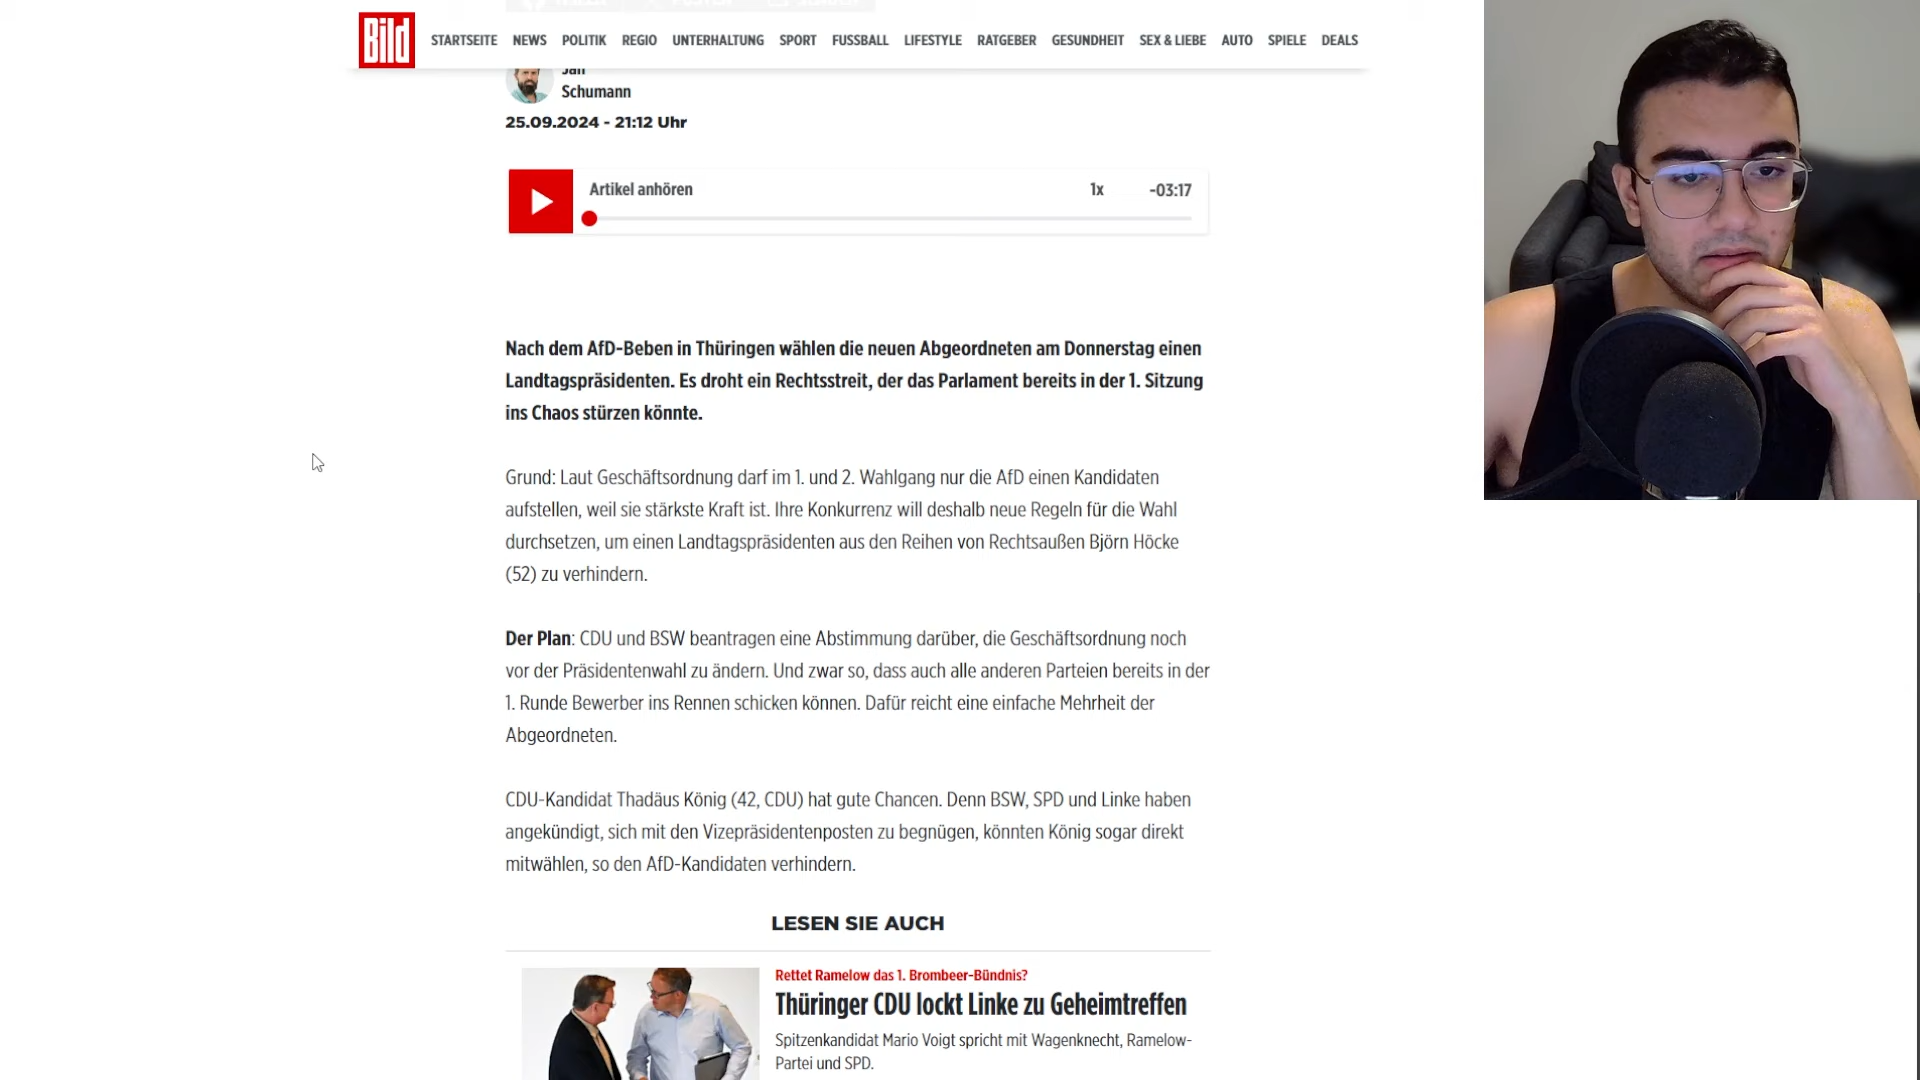 Bild
STARTSEITE NEWS POLITIK REGIO UNTERHALTUNG SPORT FUSSBALL LIFESTYLE RATGEBER GESUNDHEIT SEX & LIEBE AUTO SPIELE DEALS
Jan
Schumann
25.09.2024 - 21:12 Uhr
Artikel anhören 1x -03:17
Nach dem AfD-Beben in Thüringen wählen die neuen Abgeordneten am Donnerstag einen
Landtagspräsidenten. Es droht ein Rechtsstreit, der das Parlament bereits in der 1. Sitzung
ins Chaos stürzen könnte.
Grund: Laut Geschäftsordnung darf im 1. und 2. Wahlgang nur die AfD einen Kandidaten
aufstellen, weil sie stärkste Kraft ist. Ihre Konkurrenz will deshalb neue Regeln für die Wahl
durchsetzen, um einen Landtagspräsidenten aus den Reihen von Rechtsaußen Björn Höcke
(52) zu verhindern.
Der Plan: CDU und BSW beantragen eine Abstimmung darüber, die Geschäftsordnung noch
vor der Präsidentenwahl zu ändern. Und zwar so, dass auch alle anderen Parteien bereits in der
1. Runde Bewerber ins Rennen schicken können. Dafür reicht eine einfache Mehrheit der
Abgeordneten.
CDU-Kandidat Thadäus König (42, CDU) hat gute Chancen. Denn BSW, SPD und Linke haben
angekündigt, sich mit den Vizepräsidentenposten zu begnügen, könnten König sogar direkt
mitwählen, so den AfD-Kandidaten verhindern.
LESEN SIE AUCH
Rettet Ramelow das 1. Brombeer-Bündnis?
Thüringer CDU lockt Linke zu Geheimtreffen
Spitzenkandidat Mario Voigt spricht mit Wagenknecht, Ramelow-
Partei und SPD.